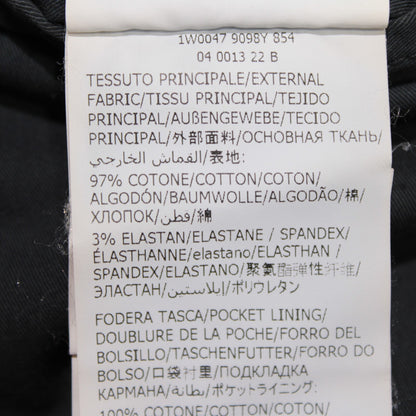 1W0047 9098Y 854
04 0013 22 B
TESSUTO PRINCIPALE/EXTERNAL
FABRIC/TISSU PRINCIPAL/TEJIDO
PRINCIPAL/AUßENGEWEBE/TECIDO
PRINCIPAL/外部面料/ОСНОВНАЯ ТКАНЬ/
القماش الخارجي/表地:
97% COTONE/COTTON/COTON/
ALGODÓN/BAUMWOLLE/ALGODÃO/棉/
ХЛОПОК/قطن/綿
3% ELASTAN/ELASTANE / SPANDEX/
ÉLASTHANNE/elastano/ELASTHAN /
SPANDEX/ELASTANO/聚氨酯弹性纤维/
ЭЛАСТАН/إيلاستين/ポリウレタン
FODERA TASCA/POCKET LINING/
DOUBLURE DE LA POCHE/FORRO DEL
BOLSILLO/TASCHENFUTTER/FORRO DO
BOLSO/口袋衬里/ПОДКЛАДКА
КАРМАНА/بطانة/ポケットライニング:
100% COTONE/COTTON/COTON/